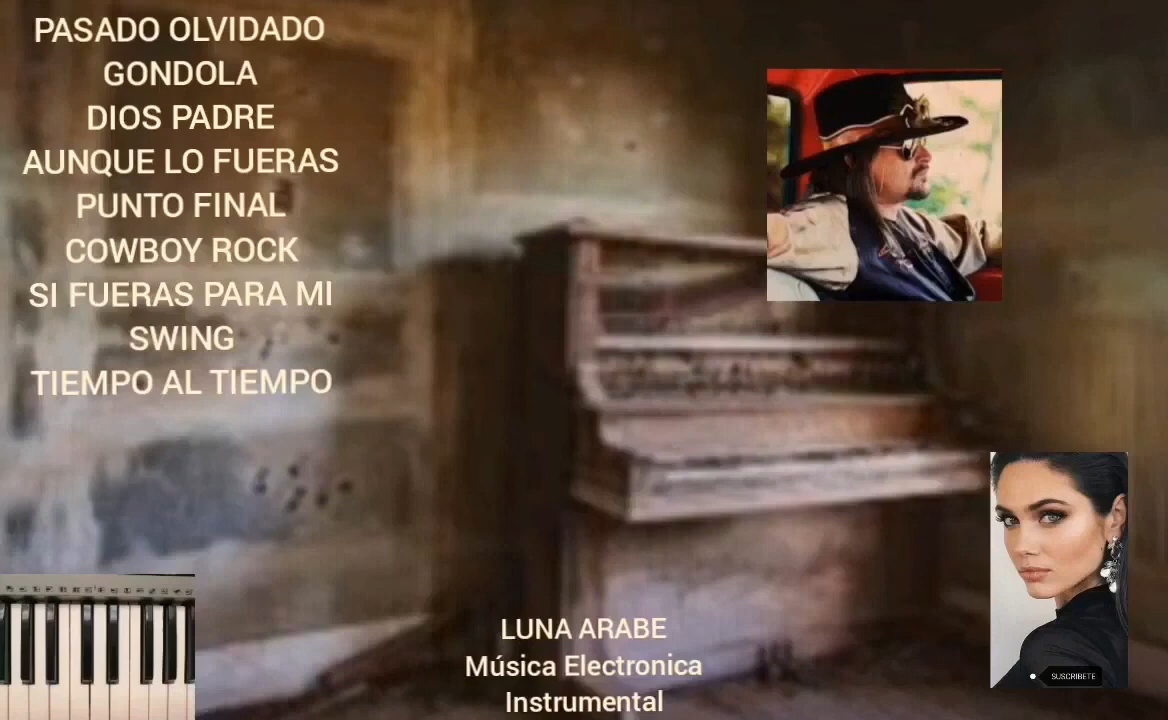 PASADO OLVIDADO
GONDOLA
DIOS PADRE
AUNQUE LO FUERAS
PUNTO FINAL
COWBOY ROCK
SI FUERAS PARA MI
SWING
TIEMPO AL TIEMPO
LUNA ARABE
Música Electronica
Instrumental
SUSCRIBETE